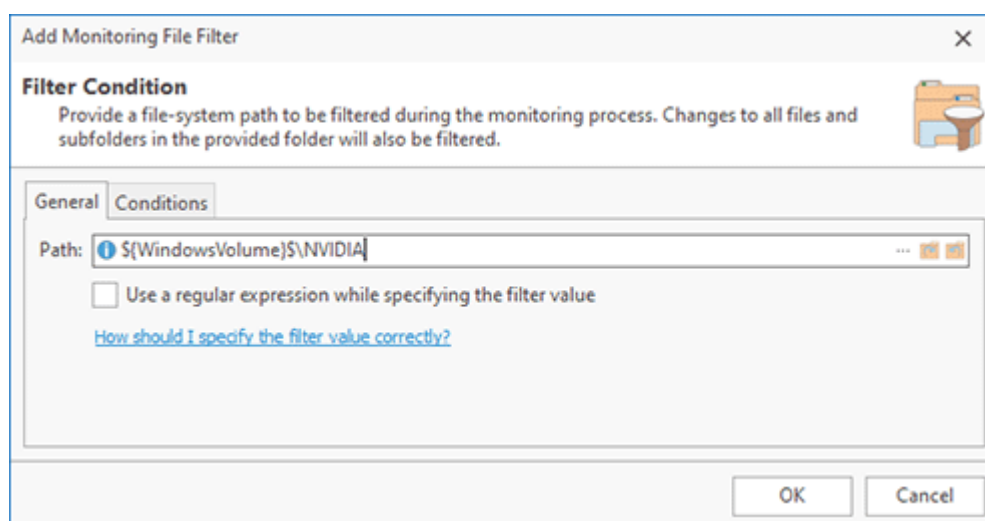 Add Monitoring File Filter
Filter Condition
Provide a file-system path to be filtered during the monitoring process. Changes to all files and
subfolders in the provided folder will also be filtered.
General Conditions
Path: ${WindowsVolume}$\NVIDIA ...
Use a regular expression while specifying the filter value
How should I specify the filter value correctly?
OK Cancel